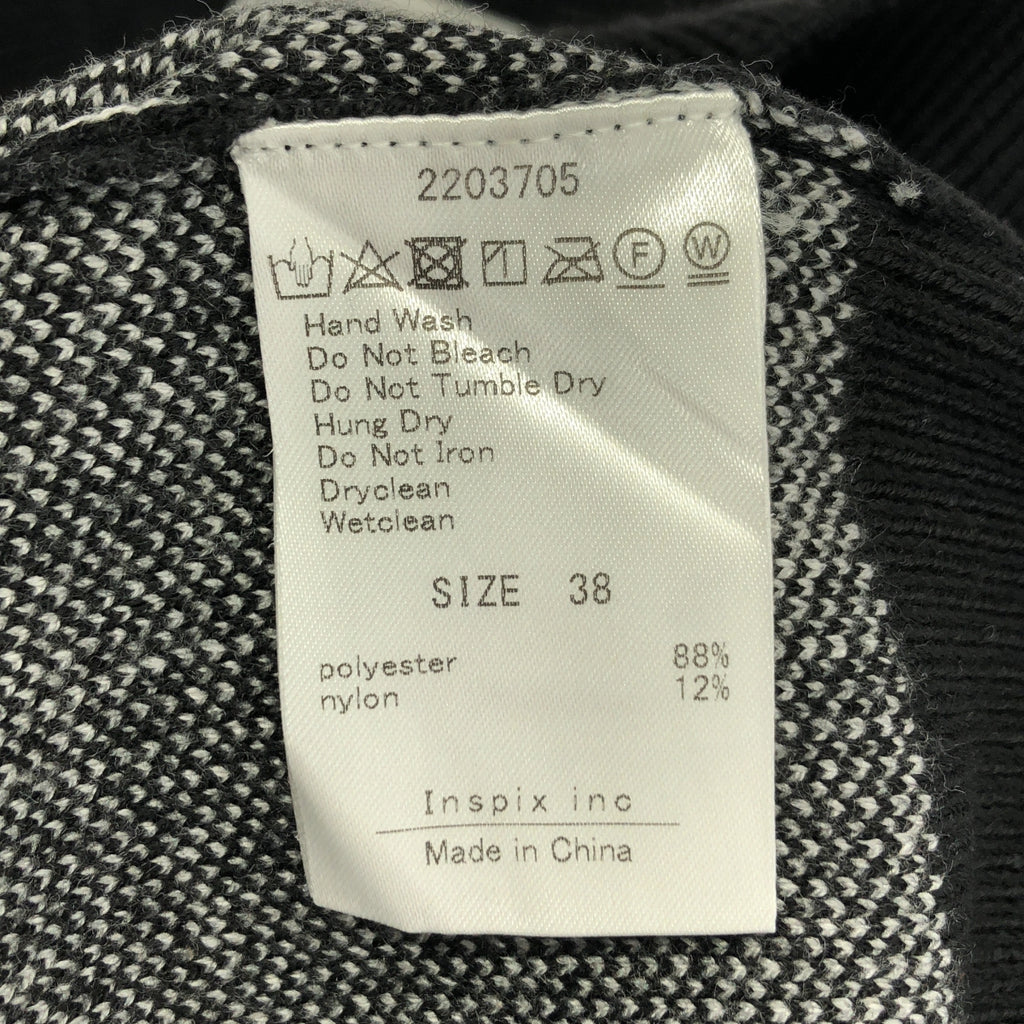 2203705
F W
Hand Wash
Do Not Bleach
Do Not Tumble Dry
Hung Dry
Do Not Iron
Dryclean
Wetclean
SIZE 38
polyester 88%
nylon 12%
Inspix inc
Made in China